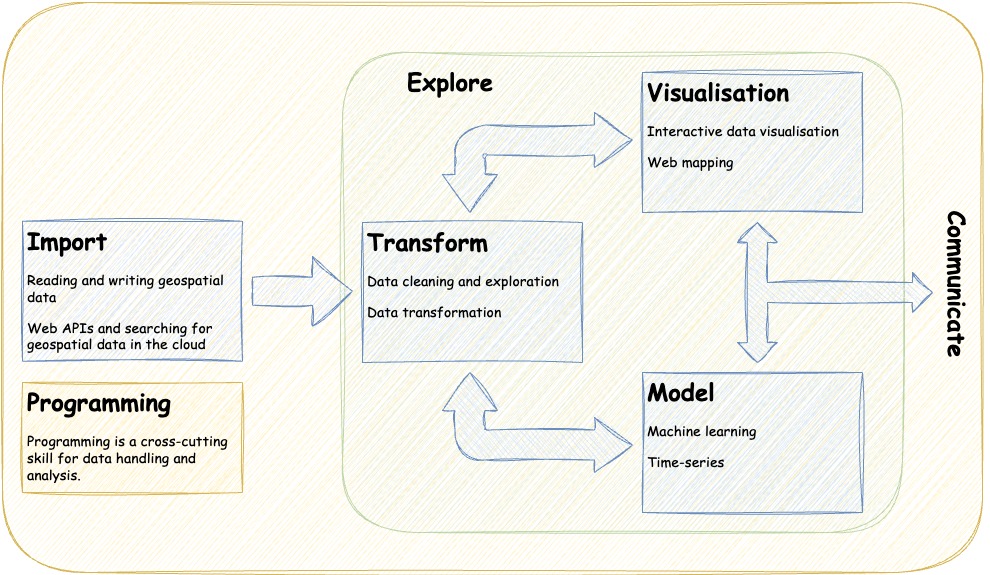 Explore
Visualisation
Interactive data visualisation
Web mapping
Import
Reading and writing geospatial
data
Web APIs and searching for
geospatial data in the cloud
Transform
Data cleaning and exploration
Data transformation
Communicate
Programming
Programming is a cross-cutting
skill for data handling and
analysis.
Model
Machine learning
Time-series